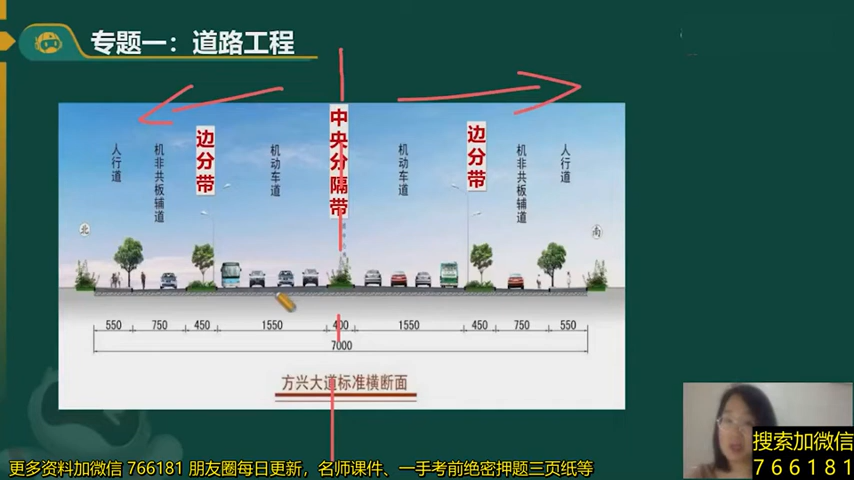 专题一：道路工程
人行道
机非共板辅道
边分带
机动车道
中央分隔带
机动车道
边分带
机非共板辅道
人行道
北
南
550 750 450 1550 400 1550 450 750 550
7000
方兴大道标准横断面
搜索加微信
766181
更多资料加微信 766181 朋友圈每日更新，名师课件、一手考前绝密押题三页纸等